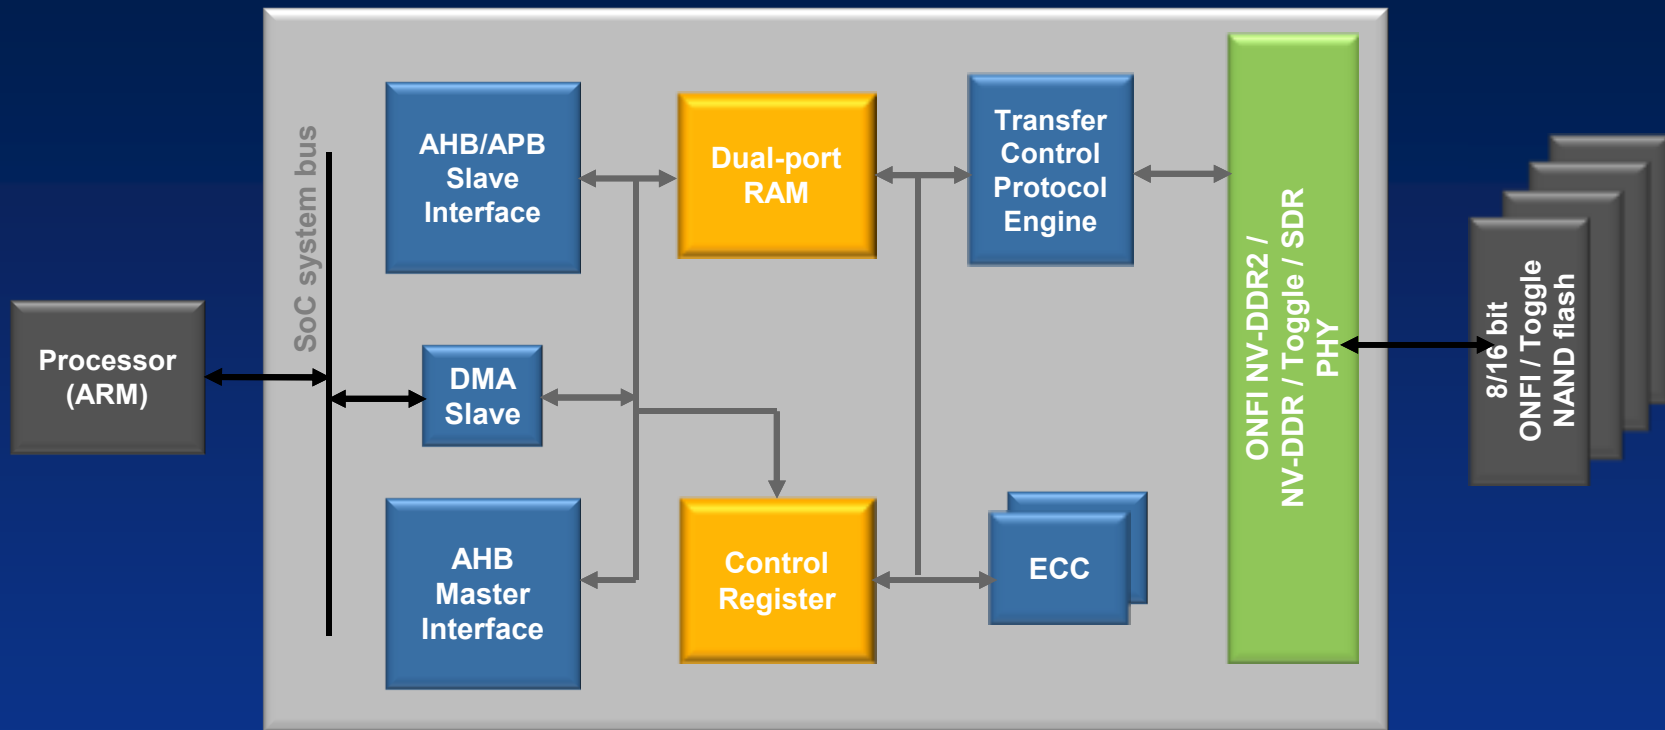 Processor
(ARM)
SoC system bus
AHB/APB
Slave
Interface
DMA
Slave
AHB
Master
Interface
Dual-port
RAM
Control
Register
Transfer
Control
Protocol
Engine
ECC
ONFI NV-DDR2 /
NV-DDR / Toggle / SDR
PHY
8/16 bit
ONFI / Toggle
NAND flash